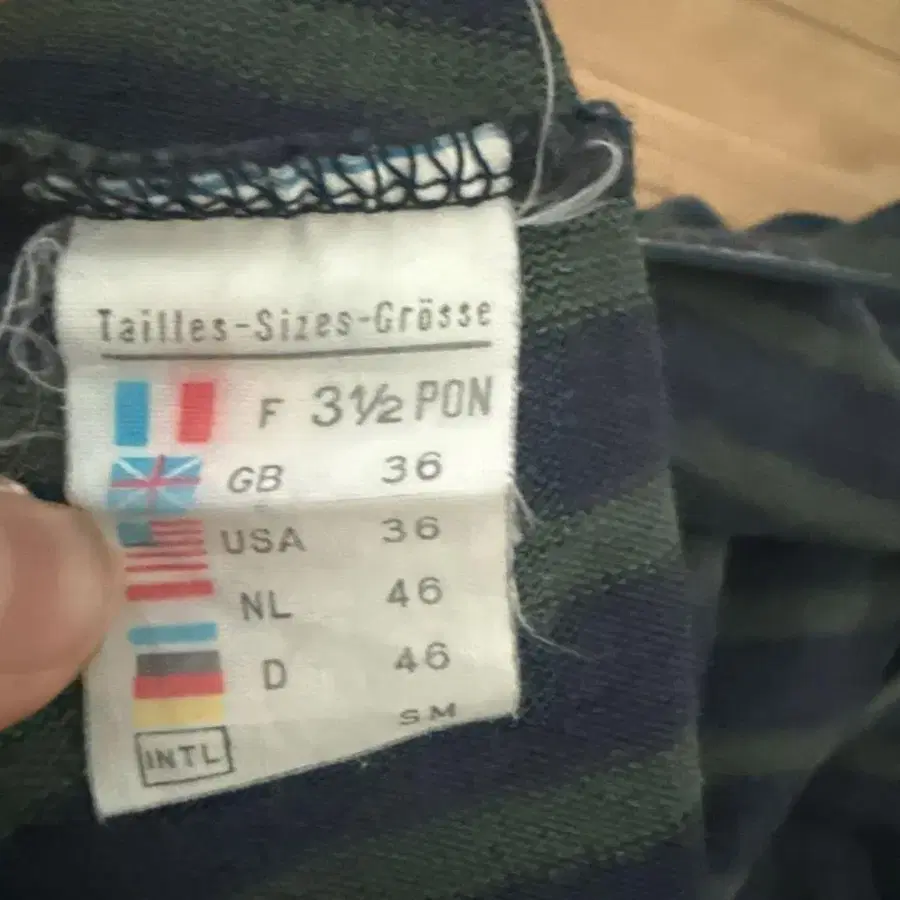 Tailles-Sizes-Grösse
F 3½ PON
GB 36
USA 36
NL 46
D 46
INTL SM